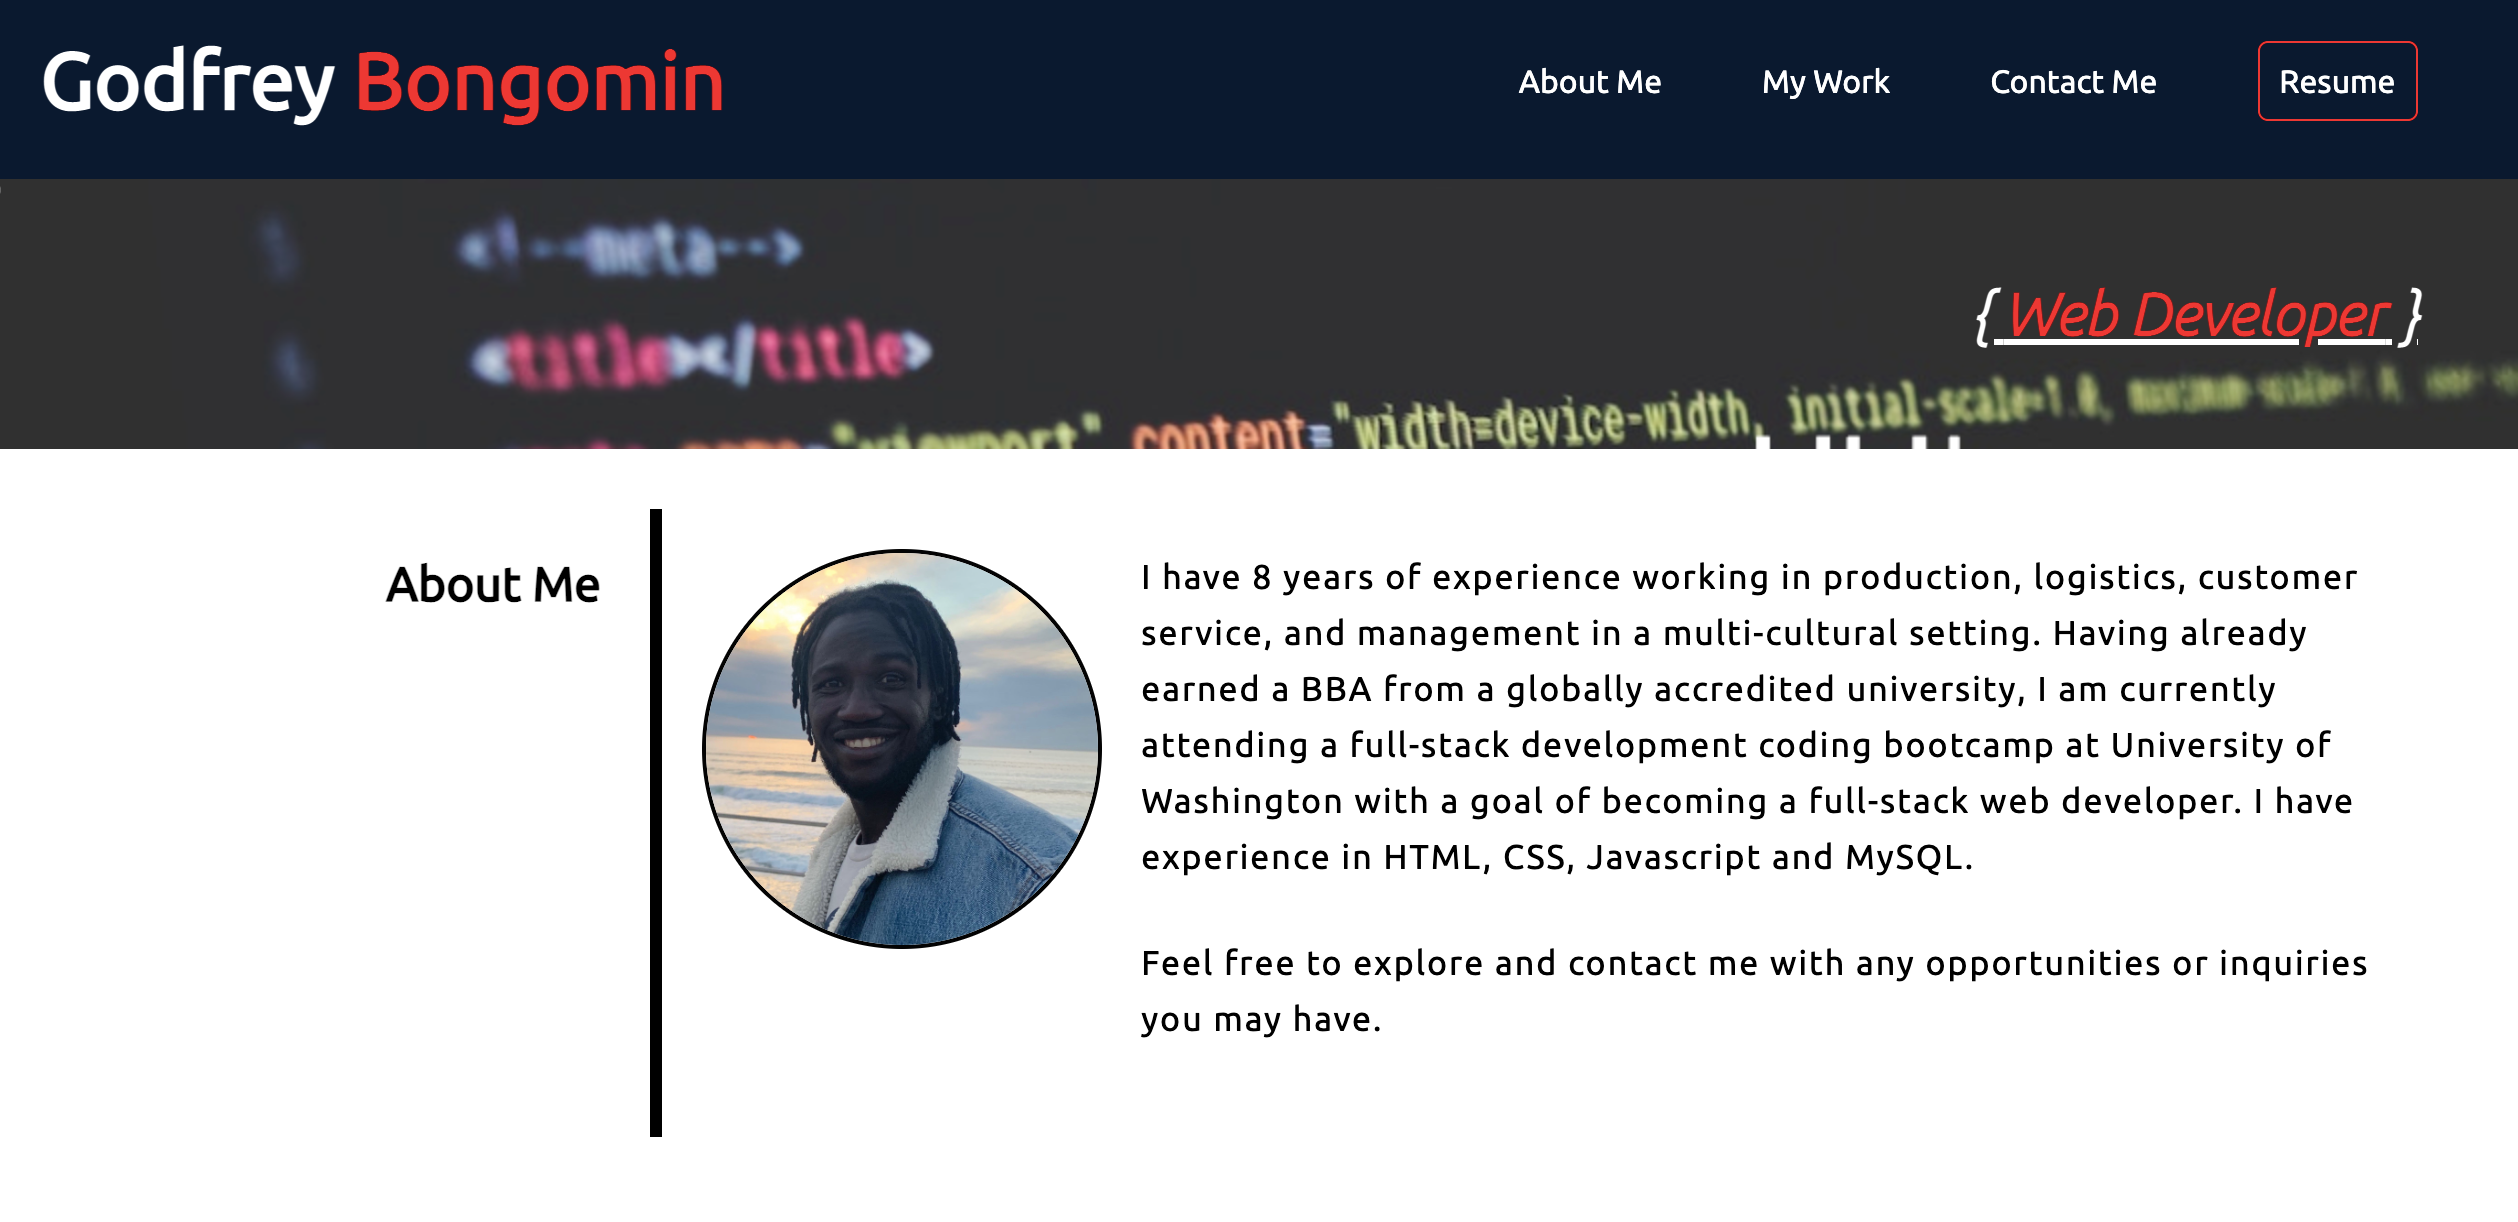 Godfrey Bongomin
About Me
My Work
Contact Me
Resume
<!--meta-->
<title></title>
{ Web Developer }
"viewport" content="width=device-width, initial-scale=1.0,
About Me
I have 8 years of experience working in production, logistics, customer
service, and management in a multi-cultural setting. Having already
earned a BBA from a globally accredited university, I am currently
attending a full-stack development coding bootcamp at University of
Washington with a goal of becoming a full-stack web developer. I have
experience in HTML, CSS, Javascript and MySQL.
Feel free to explore and contact me with any opportunities or inquiries
you may have.